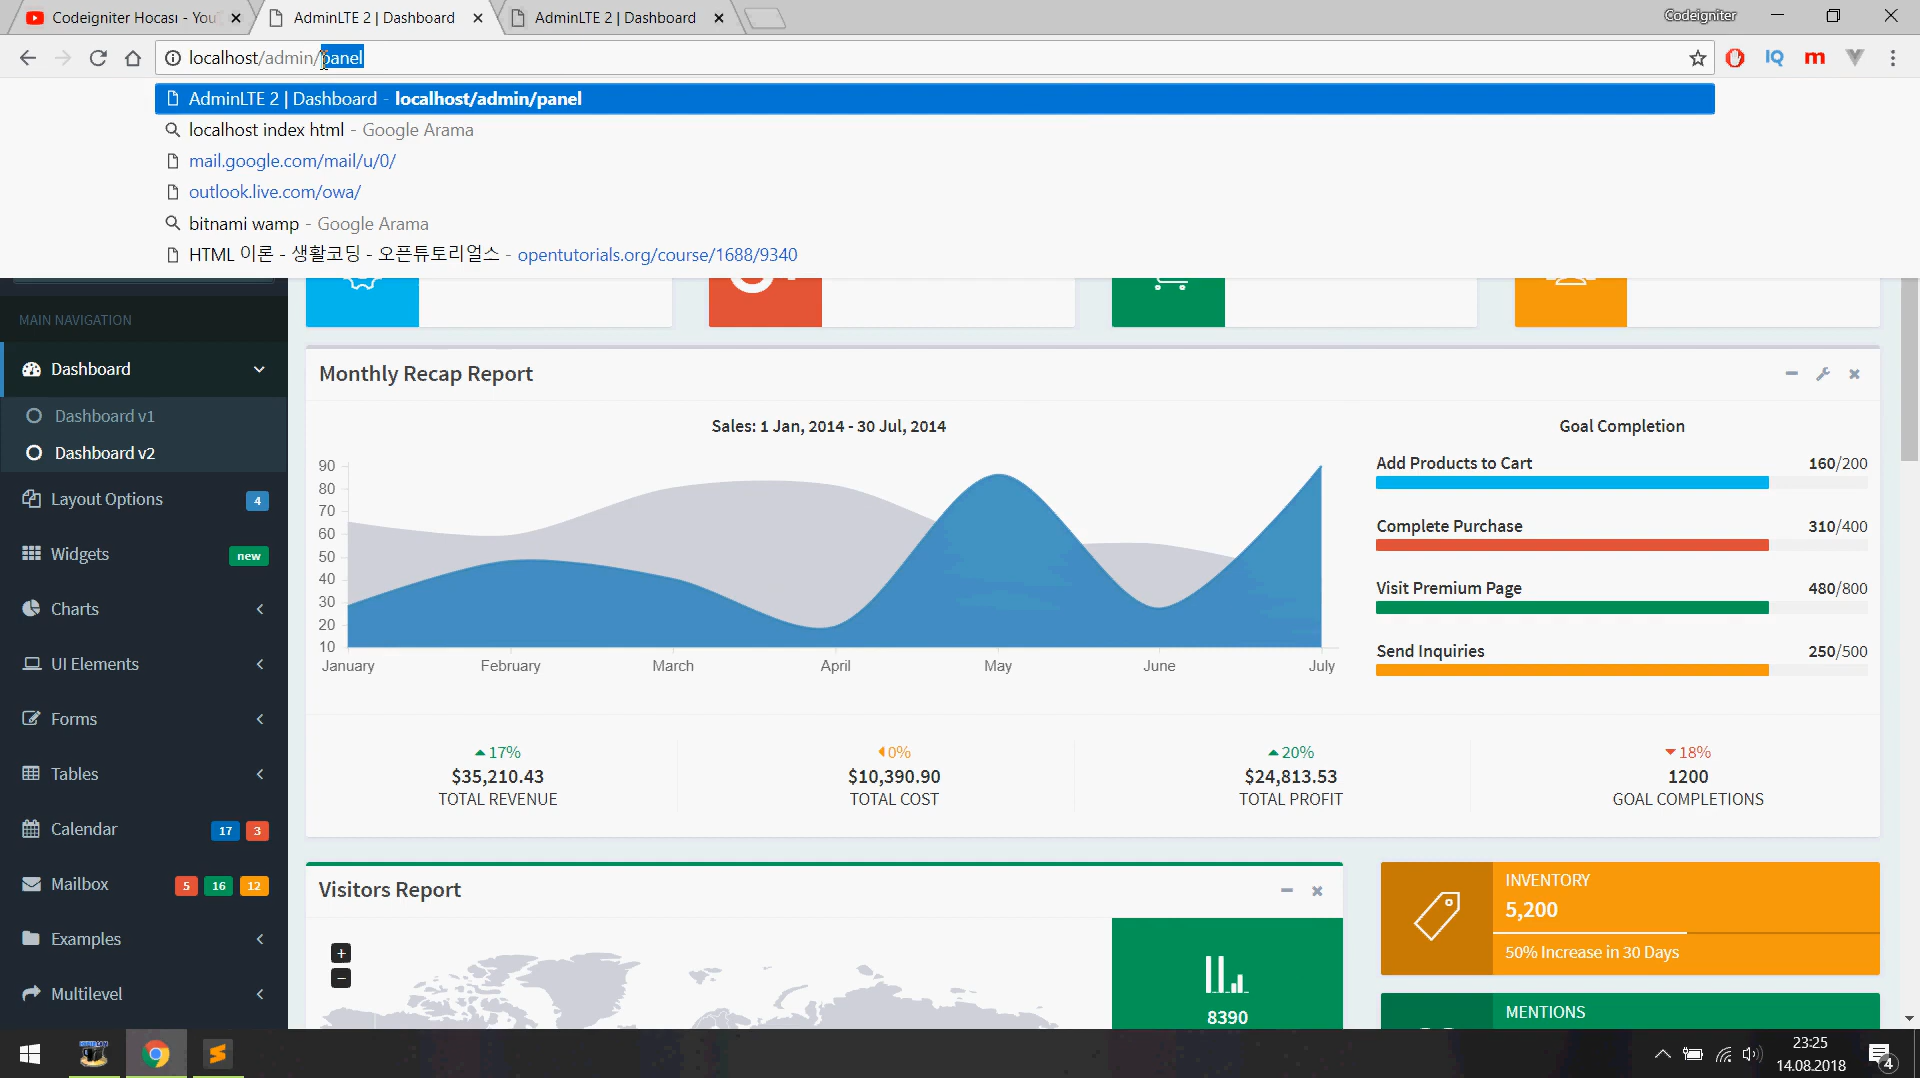 Codeigniter Hocası - You
AdminLTE 2 | Dashboard
AdminLTE 2 | Dashboard
Codeigniter
localhost/admin/panel
IQ
m
AdminLTE 2 | Dashboard - localhost/admin/panel
localhost index html - Google Arama
mail.google.com/mail/u/0/
outlook.live.com/owa/
bitnami wamp - Google Arama
HTML 이론 - 생활코딩 - 오픈튜토리얼스 - opentutorials.org/course/1688/9340
MAIN NAVIGATION
Dashboard
Dashboard v1
Dashboard v2
Layout Options 4
Widgets new
Charts
UI Elements
Forms
Tables
Calendar 17 3
Mailbox 5 16 12
Examples
Multilevel
Monthly Recap Report
Sales: 1 Jan, 2014 - 30 Jul, 2014
90
80
70
60
50
40
30
20
10
January February March April May June July
Goal Completion
Add Products to Cart 160/200
Complete Purchase 310/400
Visit Premium Page 480/800
Send Inquiries 250/500
17%
$35,210.43
TOTAL REVENUE
0%
$10,390.90
TOTAL COST
20%
$24,813.53
TOTAL PROFIT
18%
1200
GOAL COMPLETIONS
Visitors Report
+
−
8390
INVENTORY
5,200
50% Increase in 30 Days
MENTIONS
23:25
14.08.2018
4